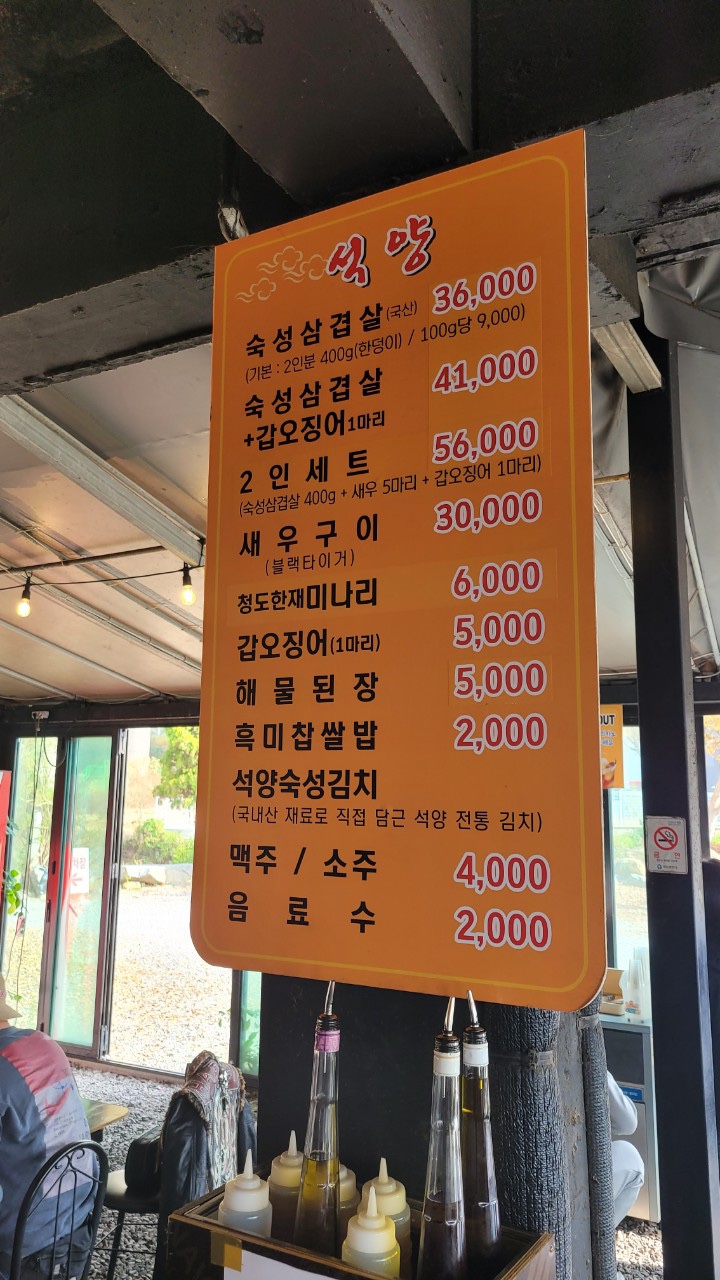 석양
숙성삼겹살(국산) 36,000
(기본 : 2인분 400g(한덩이) / 100g당 9,000)
숙성삼겹살 41,000
+갑오징어1마리
2인세트 56,000
(숙성삼겹살 400g + 새우 5마리 + 갑오징어 1마리)
새우구이 30,000
(블랙타이거)
청도한재미나리 6,000
갑오징어(1마리) 5,000
해물된장 5,000
흑미찹쌀밥 2,000
석양숙성김치
(국내산 재료로 직접 담근 석양 전통 김치)
맥주 / 소주 4,000
음료수 2,000
OUT
금연